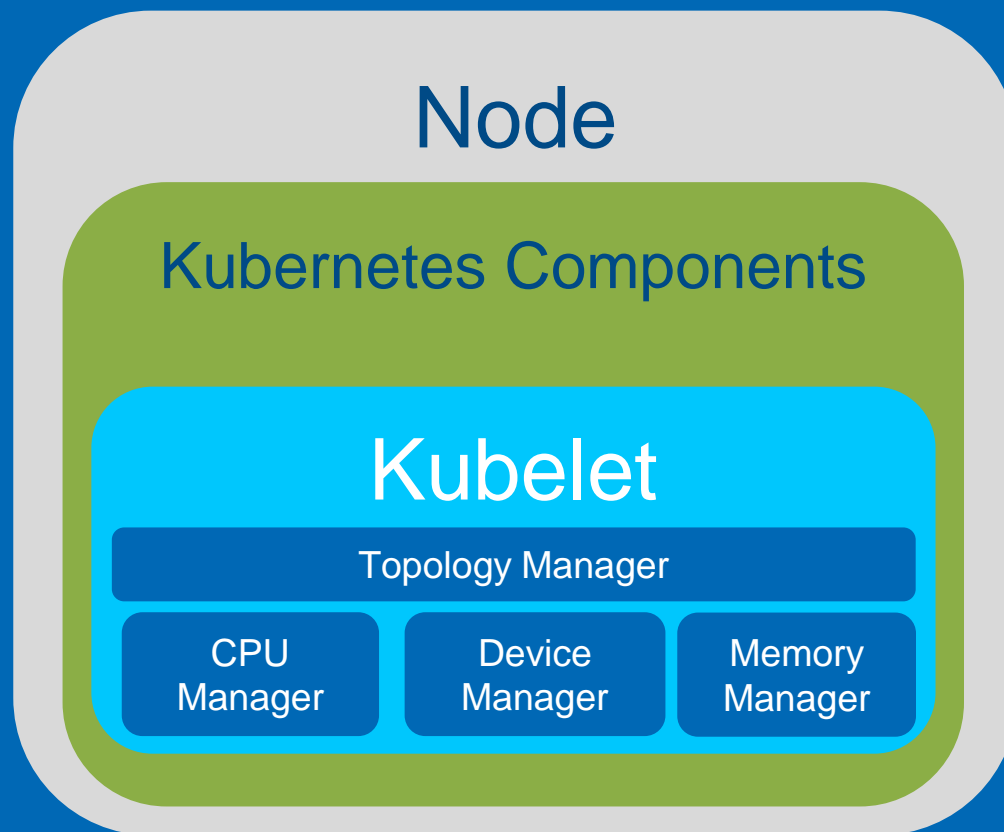 Node
Kubernetes Components
Kubelet
Topology Manager
CPU
Manager
Device
Manager
Memory
Manager